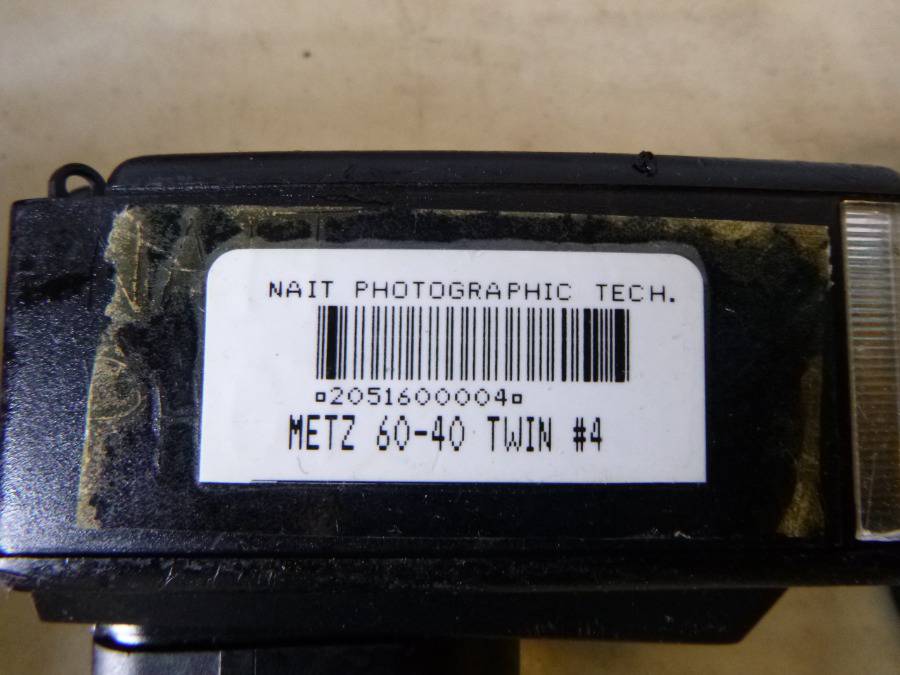 NAIT PHOTOGRAPHIC TECH.
2051600004
METZ 60-40 TWIN #4